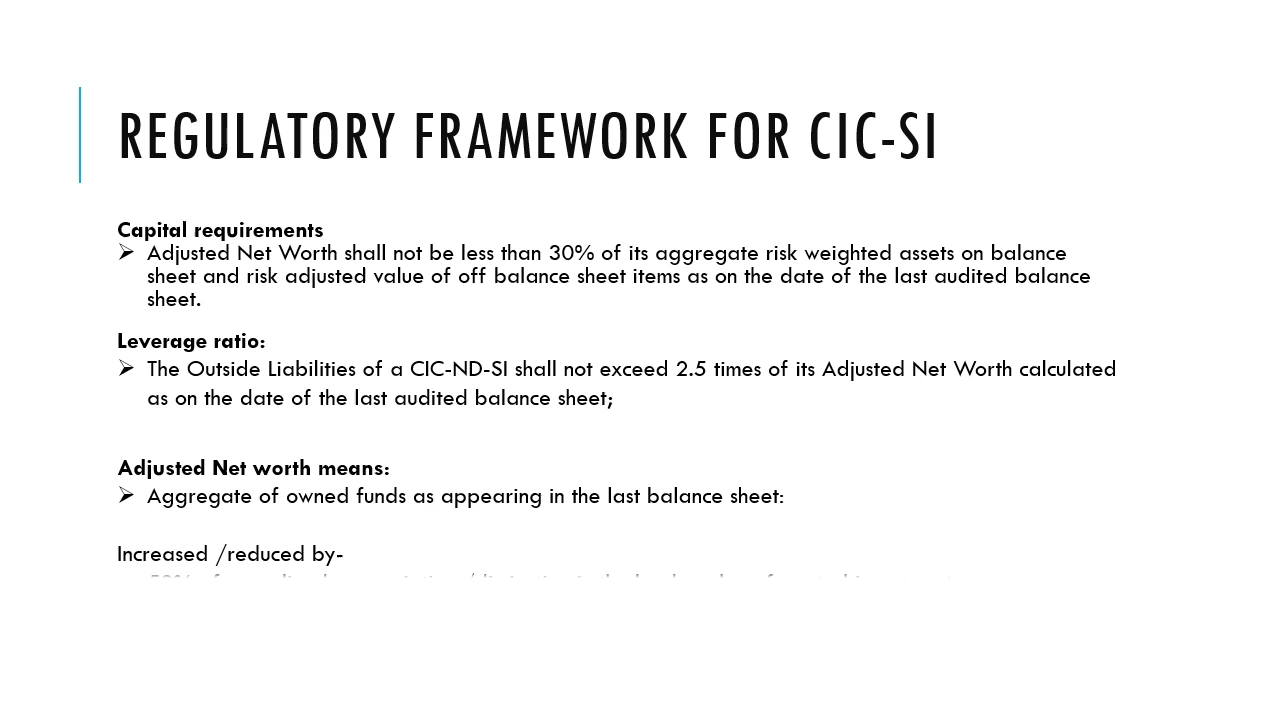 REGULATORY FRAMEWORK FOR CIC-SI
Capital requirements
➢ Adjusted Net Worth shall not be less than 30% of its aggregate risk weighted assets on balance
sheet and risk adjusted value of off balance sheet items as on the date of the last audited balance
sheet.
Leverage ratio:
➢ The Outside Liabilities of a CIC-ND-SI shall not exceed 2.5 times of its Adjusted Net Worth calculated
as on the date of the last audited balance sheet;
Adjusted Net worth means:
➢ Aggregate of owned funds as appearing in the last balance sheet:
Increased /reduced by-